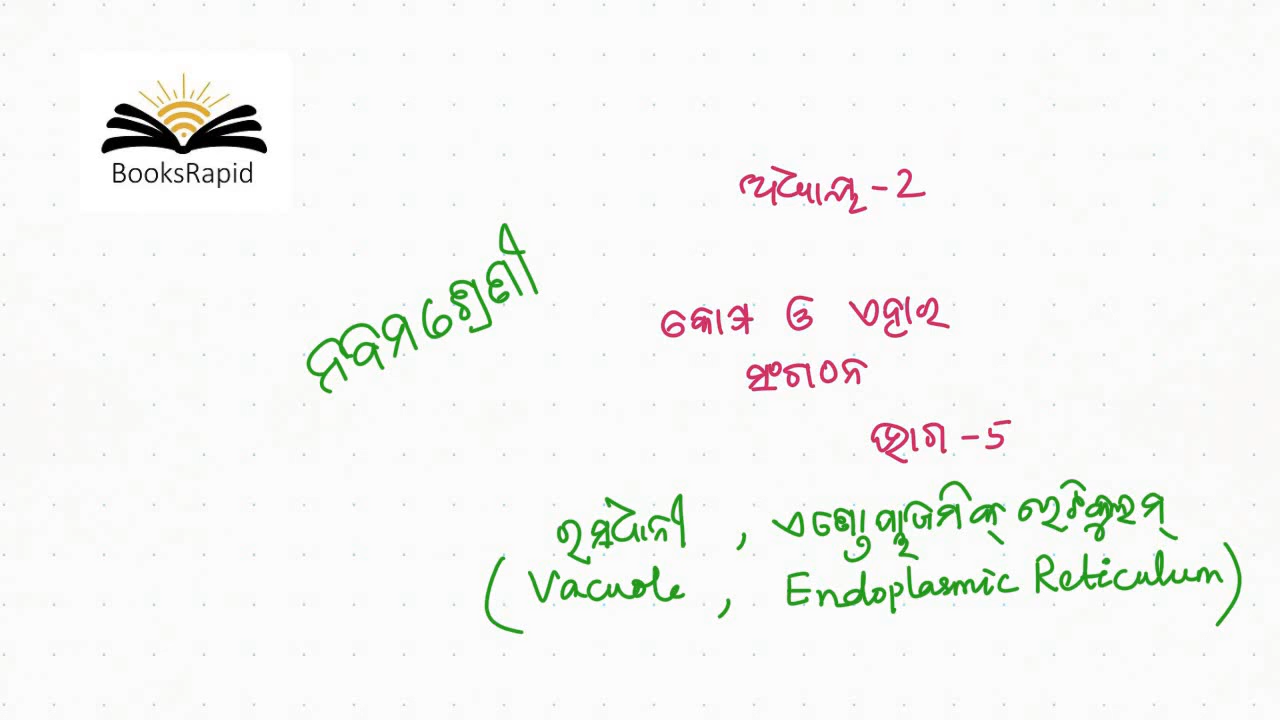 BooksRapid
ଅଧ୍ୟାୟ - 2
ନବମ ଶ୍ରେଣୀ
କୋଷ ଓ ଏହାର
ସଂଗଠନ
ଭାଗ - 5
ରସଧାନୀ , ଏଣ୍ଡୋପ୍ଲାଜମିକ୍ ରେଟିକୁଲମ୍
( Vacuole , Endoplasmic Reticulum )